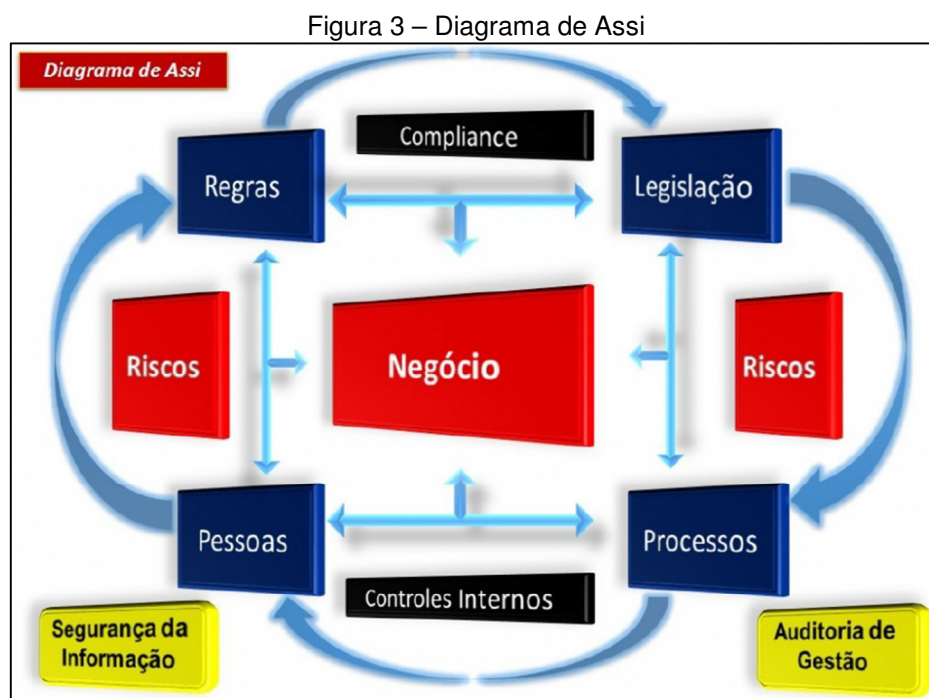 Figura 3 – Diagrama de Assi
Diagrama de Assi
Compliance
Regras
Legislação
Riscos
Negócio
Riscos
Pessoas
Processos
Controles Internos
Segurança da
Informação
Auditoria de
Gestão